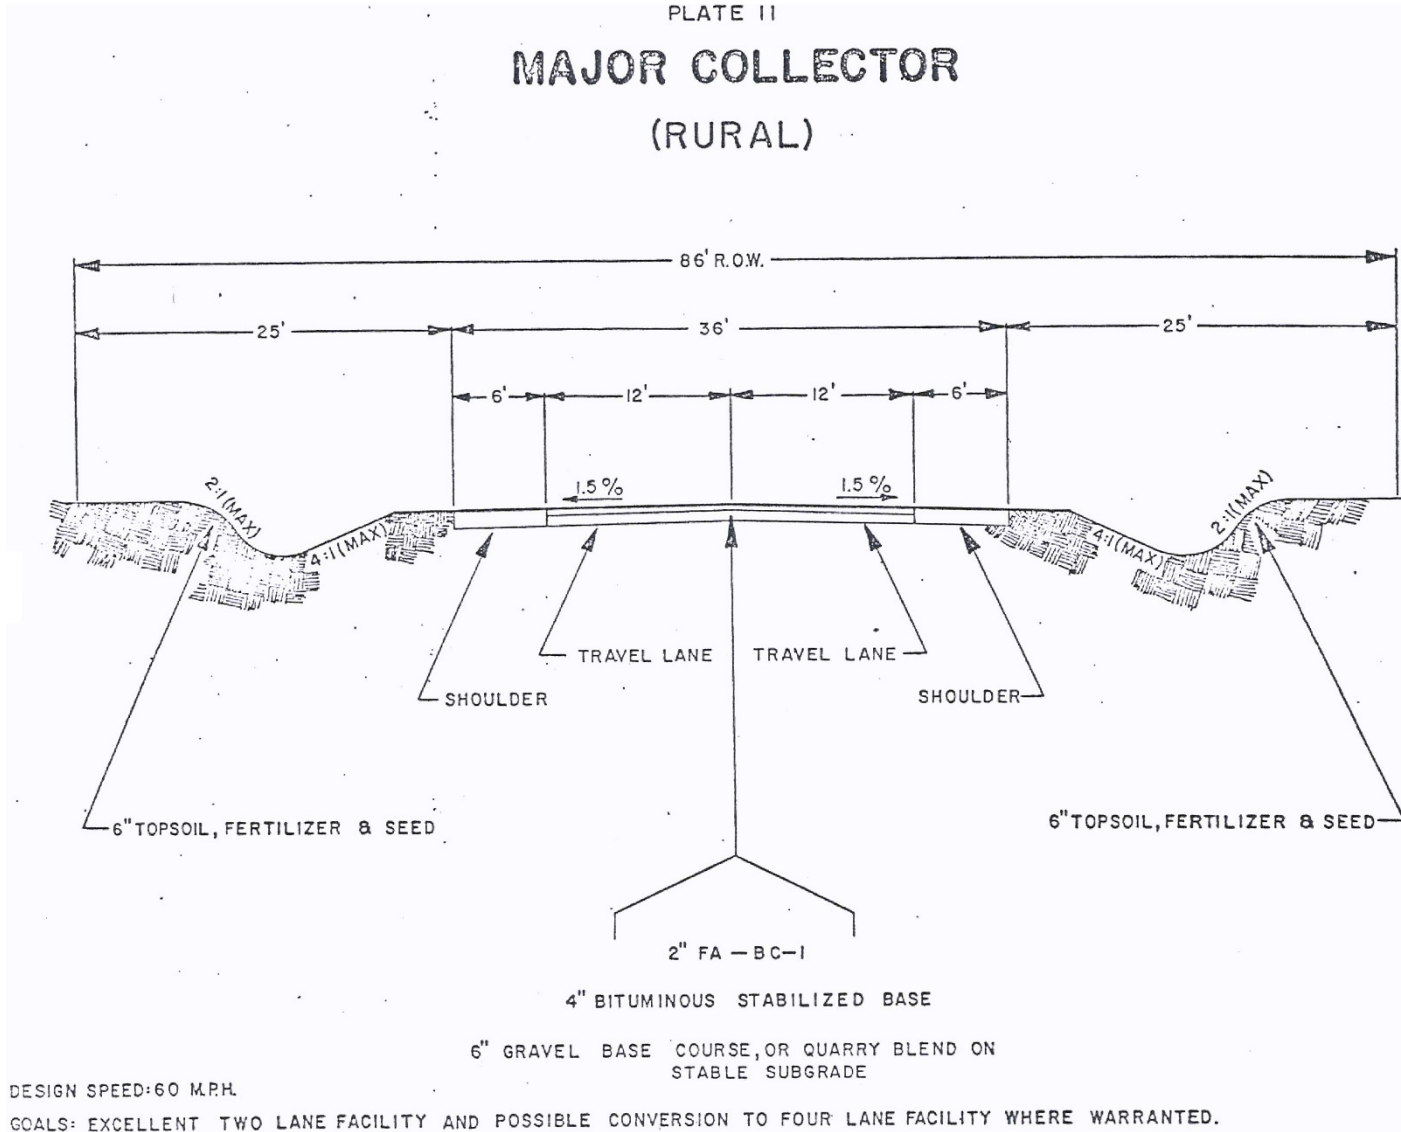 PLATE II
MAJOR COLLECTOR
(RURAL)
86' R.O.W.
25'
36'
25'
6'
12'
12'
6'
2:1 (MAX)
4:1 (MAX)
1.5 %
1.5 %
4:1 (MAX)
2:1 (MAX)
TRAVEL LANE
TRAVEL LANE
SHOULDER
SHOULDER
6" TOPSOIL, FERTILIZER & SEED
6" TOPSOIL, FERTILIZER & SEED
2" FA — BC—1
4" BITUMINOUS STABILIZED BASE
6" GRAVEL BASE COURSE, OR QUARRY BLEND ON
STABLE SUBGRADE
DESIGN SPEED: 60 M.P.H.
GOALS: EXCELLENT TWO LANE FACILITY AND POSSIBLE CONVERSION TO FOUR LANE FACILITY WHERE WARRANTED.